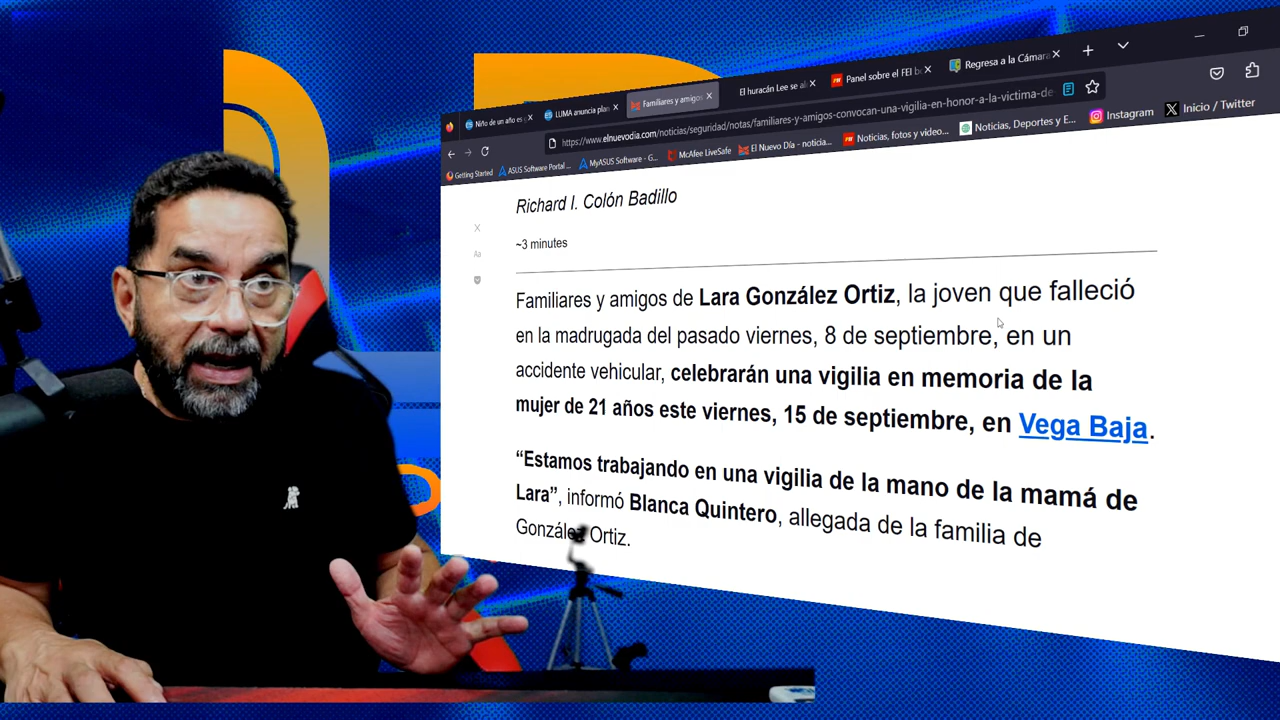 Niño de un año es
LUMA anuncia plan
Familiares y amigos
El huracán Lee se al
Panel sobre el FEI b
Regresa a la Cámara
https://www.elnuevodia.com/noticias/seguridad/notas/familiares-y-amigos-convocan-una-vigilia-en-honor-a-la-victima-de-
Getting Started
ASUS Software Portal ...
MyASUS Software - G...
McAfee LiveSafe
El Nuevo Día - noticia...
Noticias, fotos y video...
Noticias, Deportes y E...
Instagram
Inicio / Twitter
Richard I. Colón Badillo
~3 minutes
Aa
Familiares y amigos de Lara González Ortiz, la joven que falleció
en la madrugada del pasado viernes, 8 de septiembre, en un
accidente vehicular, celebrarán una vigilia en memoria de la
mujer de 21 años este viernes, 15 de septiembre, en Vega Baja.
“Estamos trabajando en una vigilia de la mano de la mamá de
Lara”, informó Blanca Quintero, allegada de la familia de
González Ortiz.